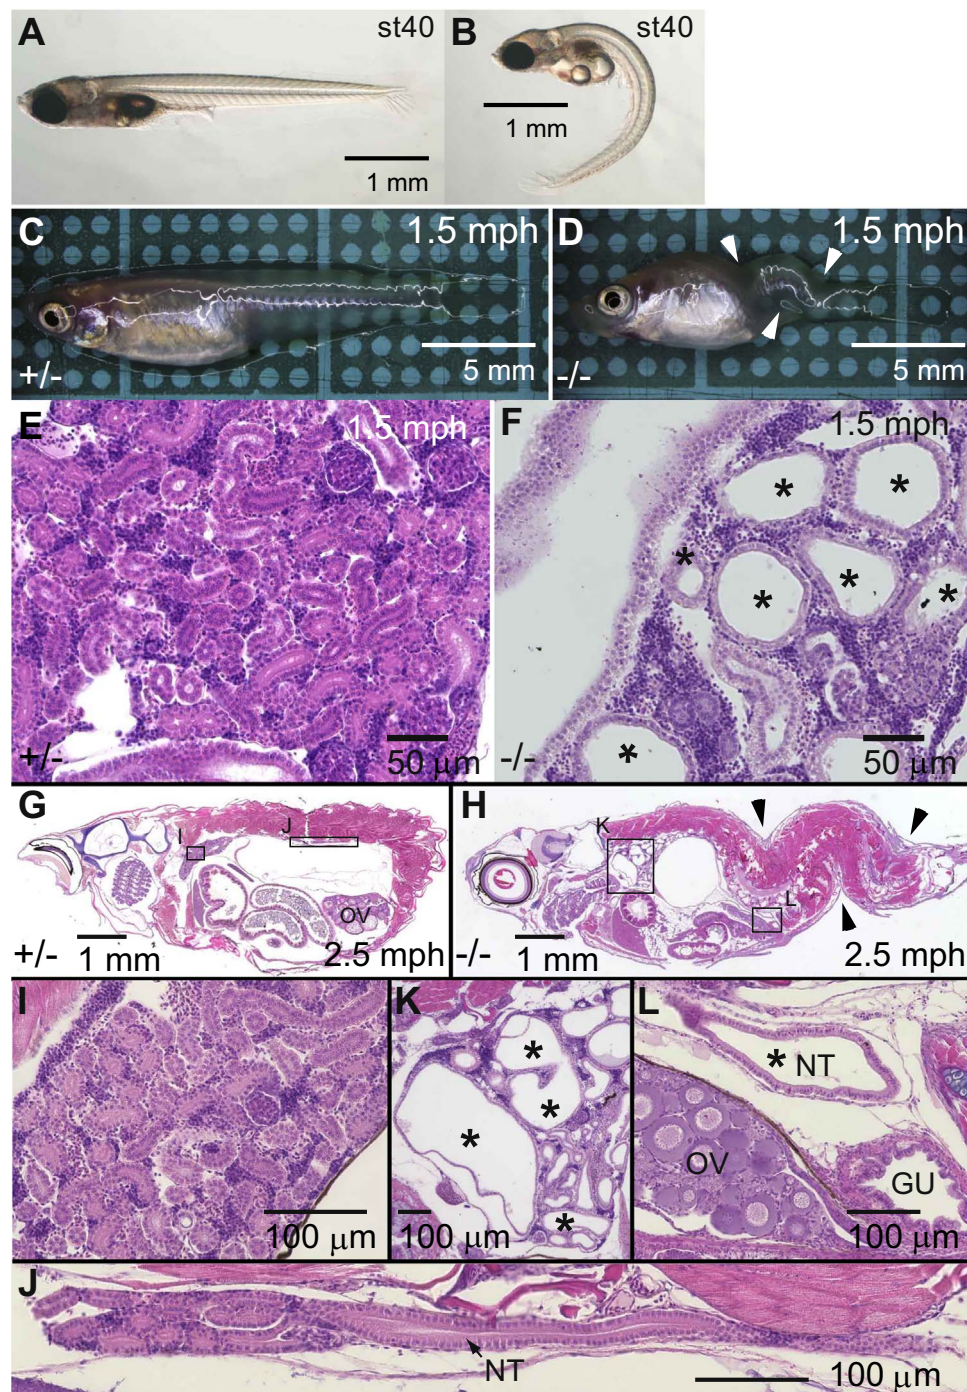 A st40
B st40
1 mm
1 mm
C 1.5 mph
D 1.5 mph
5 mm
5 mm
+/-
-/-
E 1.5 mph
F 1.5 mph
* * * * * * *
+/- 50 μm
-/- 50 μm
G I J
H K L
OV
+/- 1 mm 2.5 mph
-/- 1 mm 2.5 mph
I K L
* * * *
* NT
OV GU
100 μm
100 μm
100 μm
J
NT
100 μm